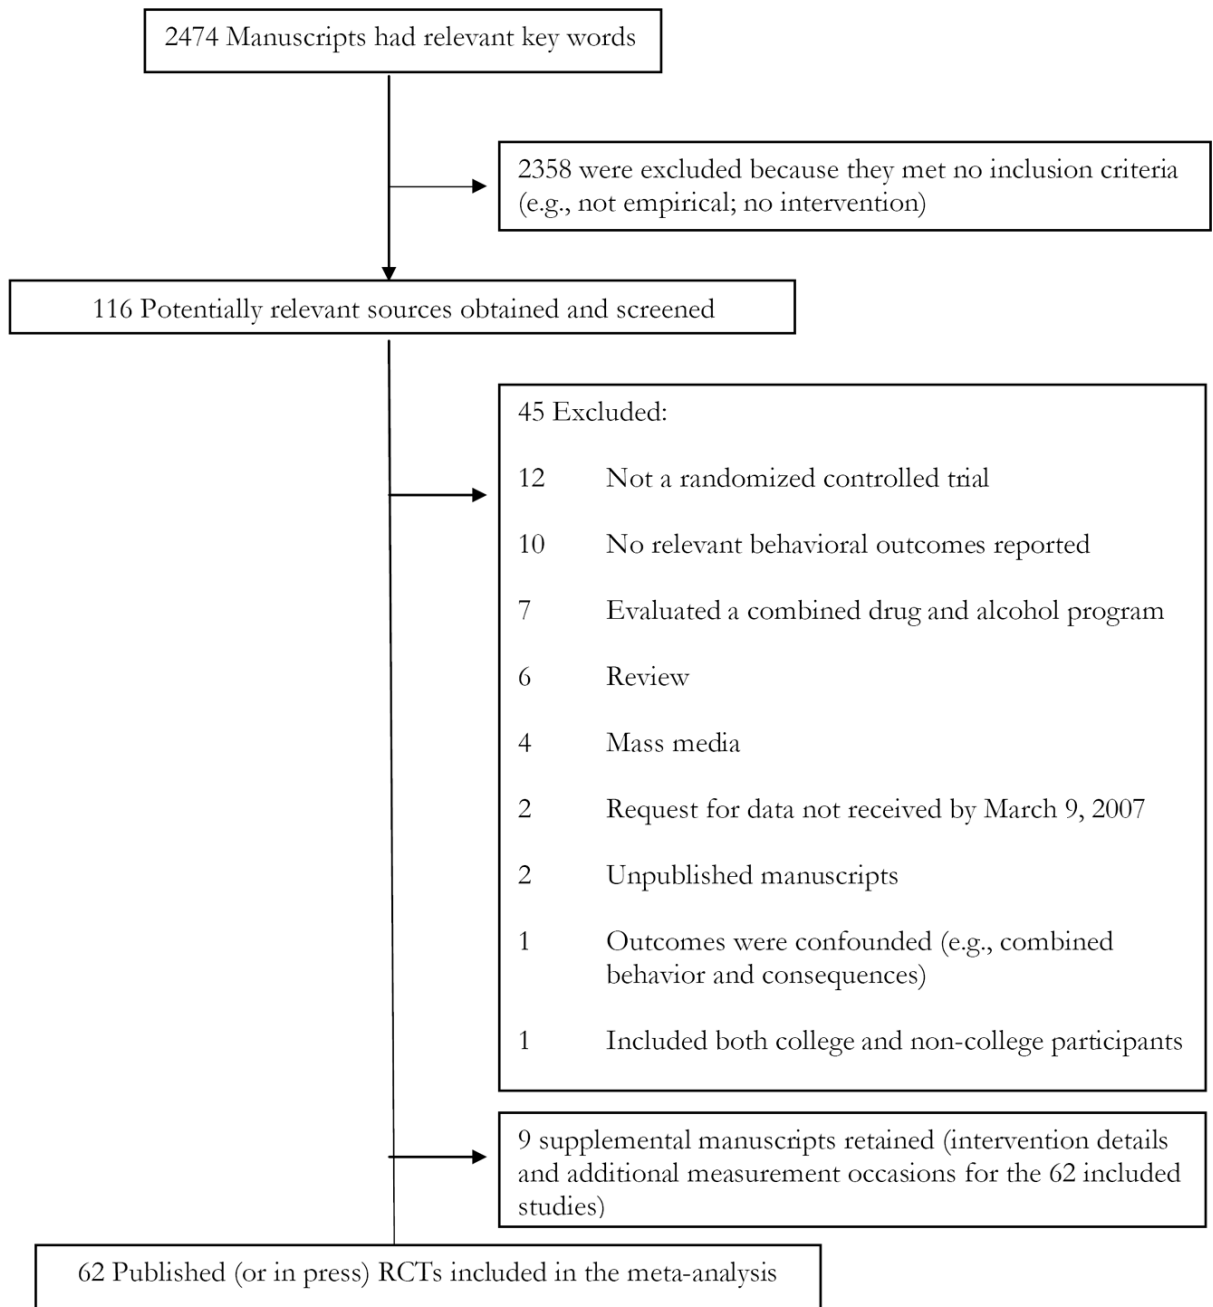 2474 Manuscripts had relevant key words
2358 were excluded because they met no inclusion criteria
(e.g., not empirical; no intervention)
116 Potentially relevant sources obtained and screened
45 Excluded:
12 Not a randomized controlled trial
10 No relevant behavioral outcomes reported
7 Evaluated a combined drug and alcohol program
6 Review
4 Mass media
2 Request for data not received by March 9, 2007
2 Unpublished manuscripts
1 Outcomes were confounded (e.g., combined
behavior and consequences)
1 Included both college and non-college participants
9 supplemental manuscripts retained (intervention details
and additional measurement occasions for the 62 included
studies)
62 Published (or in press) RCTs included in the meta-analysis